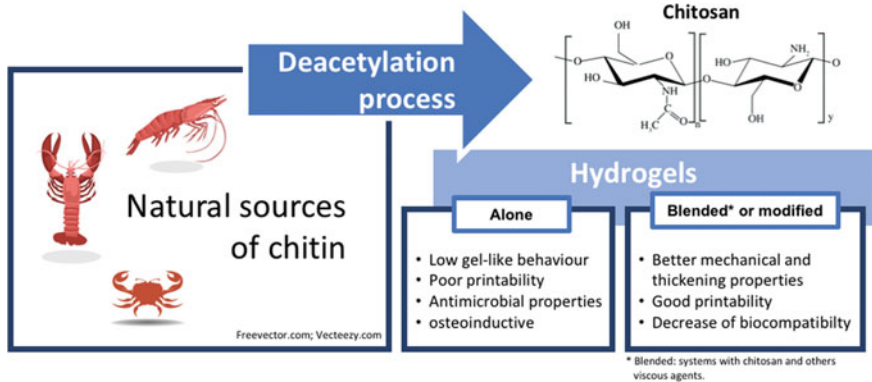 Deacetylation
process
Chitosan
O
HO
O
NH
C
H₃C
O
n
O
HO
NH₂
O
OH
O
y
OH
Natural sources
of chitin
Freevector.com; Vecteezy.com
Hydrogels
Alone
• Low gel-like behaviour
• Poor printability
• Antimicrobial properties
• osteoinductive
Blended* or modified
• Better mechanical and
thickening properties
• Good printability
• Decrease of biocompatibilty
* Blended: systems with chitosan and others
viscous agents.